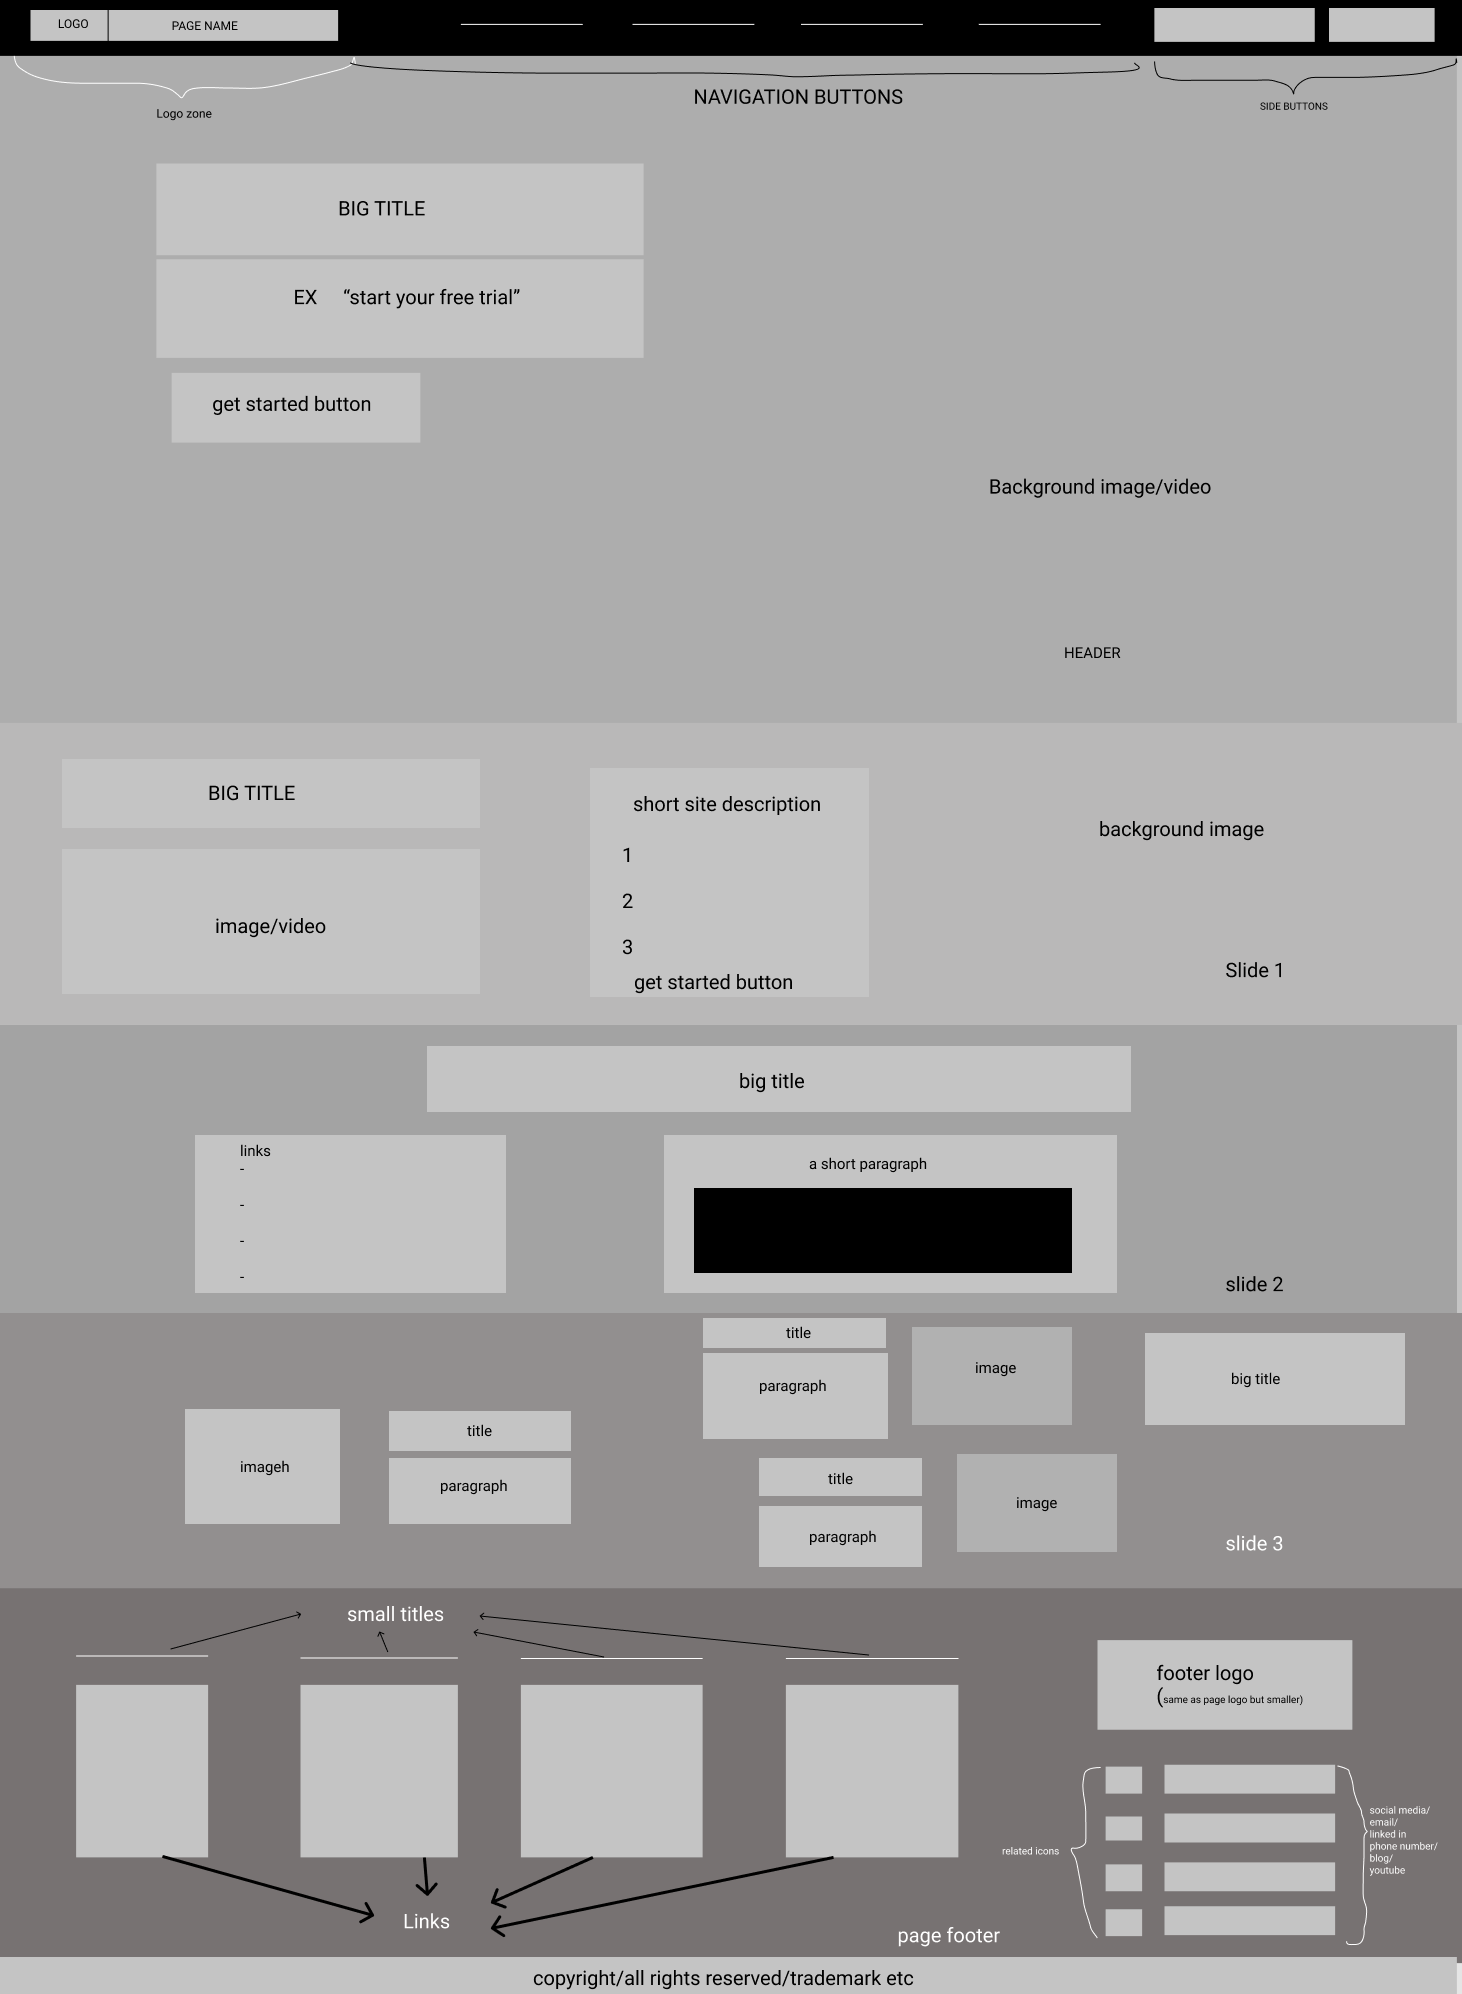 LOGO
PAGE NAME
Logo zone
NAVIGATION BUTTONS
SIDE BUTTONS
BIG TITLE
EX “start your free trial”
get started button
Background image/video
HEADER
BIG TITLE
image/video
short site description
1
2
3
get started button
background image
Slide 1
big title
links
-
-
-
-
a short paragraph
slide 2
imageh
title
paragraph
title
paragraph
image
big title
title
paragraph
image
slide 3
small titles
Links
footer logo
(same as page logo but smaller)
related icons
social media/
email/
linked in
phone number/
blog/
youtube
page footer
copyright/all rights reserved/trademark etc